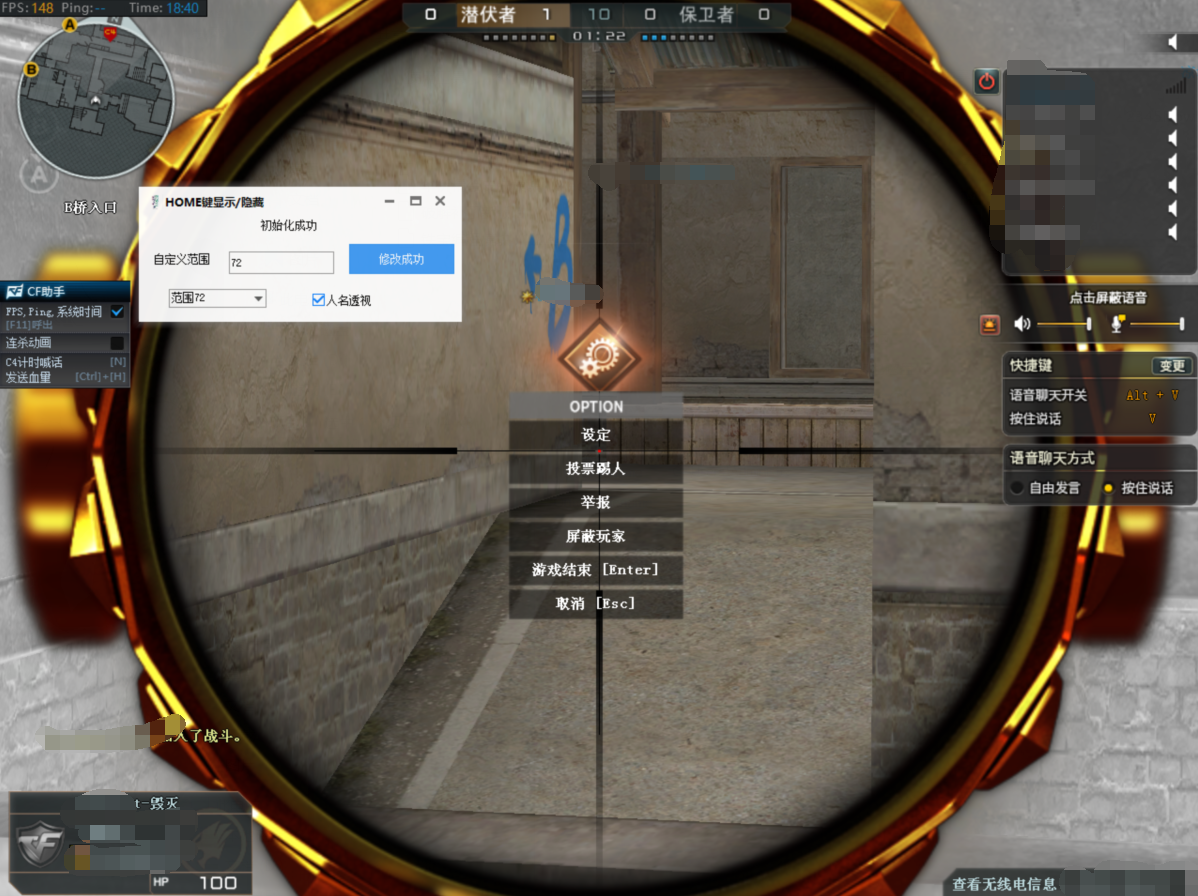 FPS:148 Ping:-- Time: 18:40
0 潜伏者 1 10 0 保卫者 0
01:22
A
N
C4
B
A
B桥入口
HOME键显示/隐藏
初始化成功
自定义范围 72 修改成功
范围72 人名透视
CF助手
FPS, Ping, 系统时间
[F11]呼出
连杀动画
C4计时喊话 [N]
发送血量 [Ctrl]+[H]
B
OPTION
设定
投票踢人
举报
屏蔽玩家
游戏结束 [Enter]
取消 [Esc]
点击屏蔽语音
快捷键 变更
语音聊天开关 Alt + V
按住说话 V
语音聊天方式
自由发言 按住说话
入了战斗。
t-毁灭
CF
HP 100
查看无线电信息